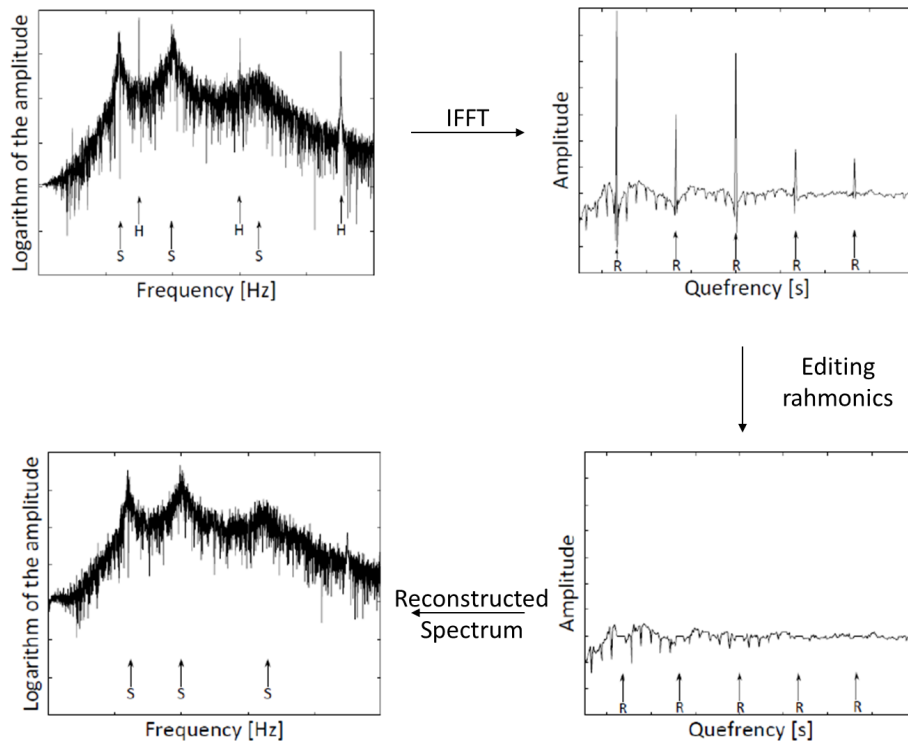 Logarithm of the amplitude
H
H
H
S
S
S
Frequency [Hz]
IFFT
Amplitude
R
R
R
R
R
Quefrency [s]
Editing
rahmonics
Logarithm of the amplitude
S
S
S
Frequency [Hz]
Reconstructed
Spectrum
Amplitude
R
R
R
R
R
Quefrency [s]